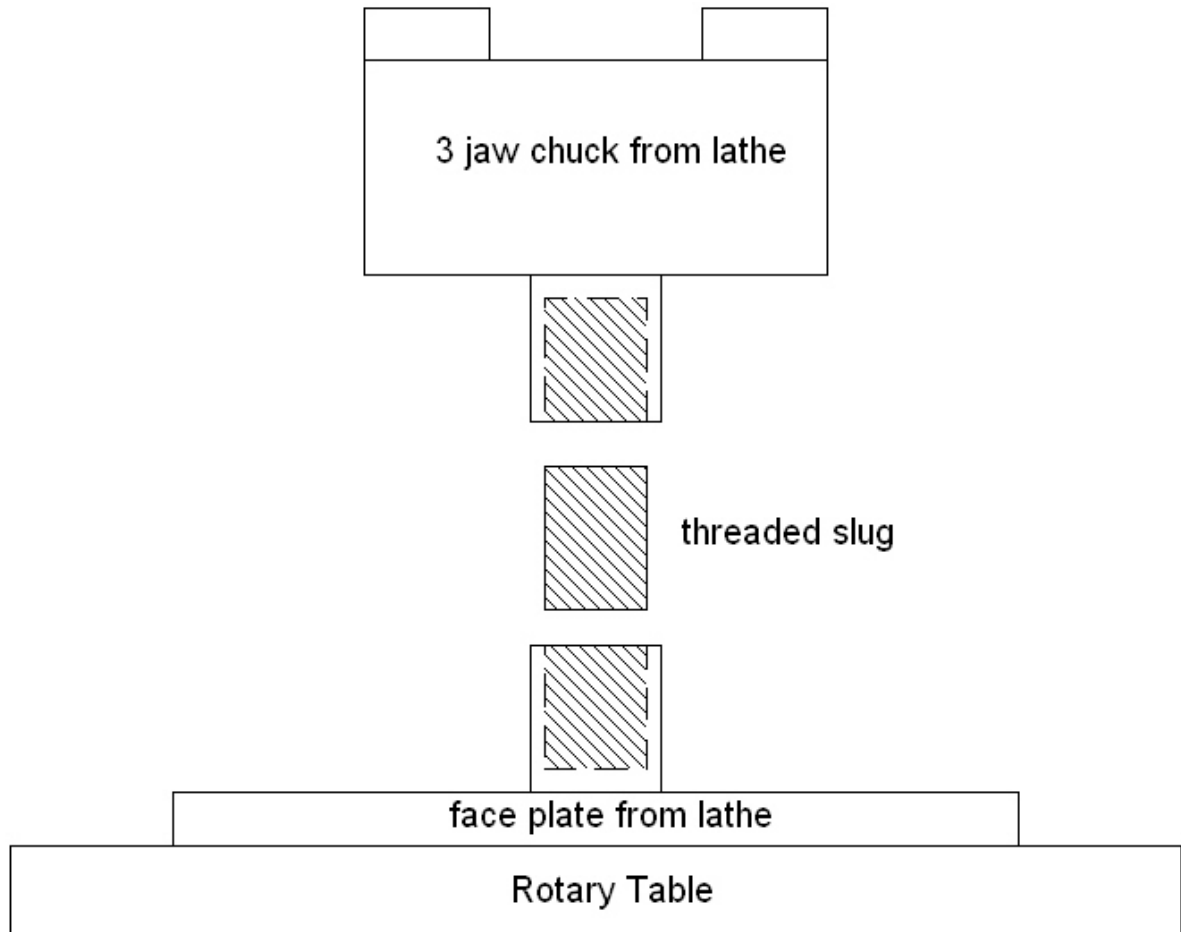 3 jaw chuck from lathe
threaded slug
face plate from lathe
Rotary Table